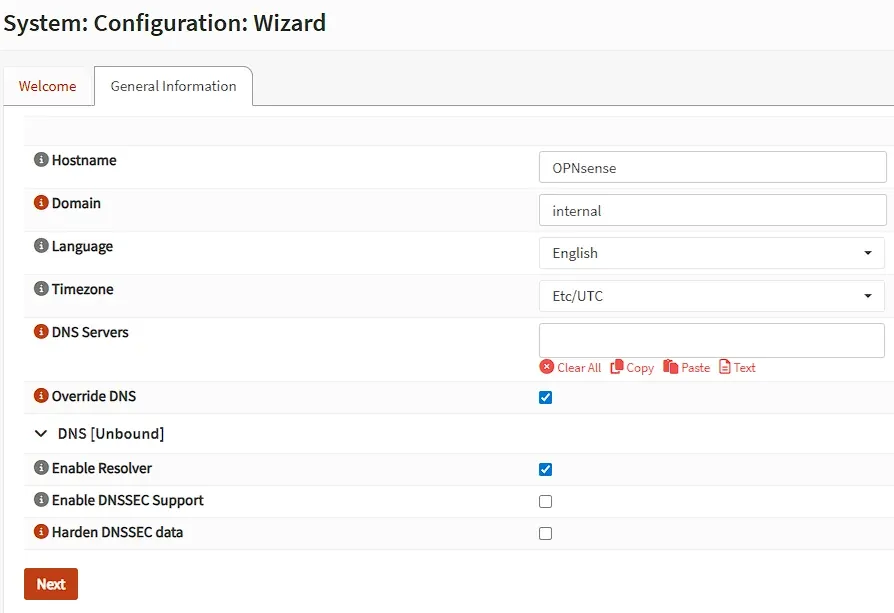 System: Configuration: Wizard
Welcome General Information
Hostname OPNsense
Domain internal
Language English
Timezone Etc/UTC
DNS Servers
Clear All Copy Paste Text
Override DNS
DNS [Unbound]
Enable Resolver
Enable DNSSEC Support
Harden DNSSEC data
Next